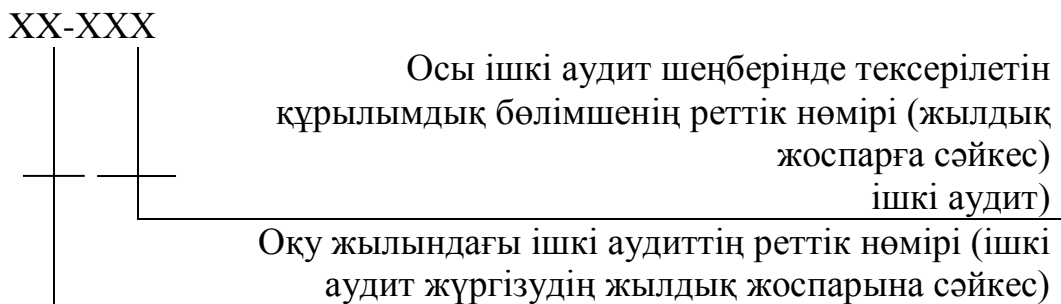 XX-XXX
Осы ішкі аудит шеңберінде тексерілетін
құрылымдық бөлімшенің реттік нөмірі (жылдық
жоспарға сәйкес)
ішкі аудит)
Оқу жылындағы ішкі аудиттің реттік нөмірі (ішкі
аудит жүргізудің жылдық жоспарына сәйкес)